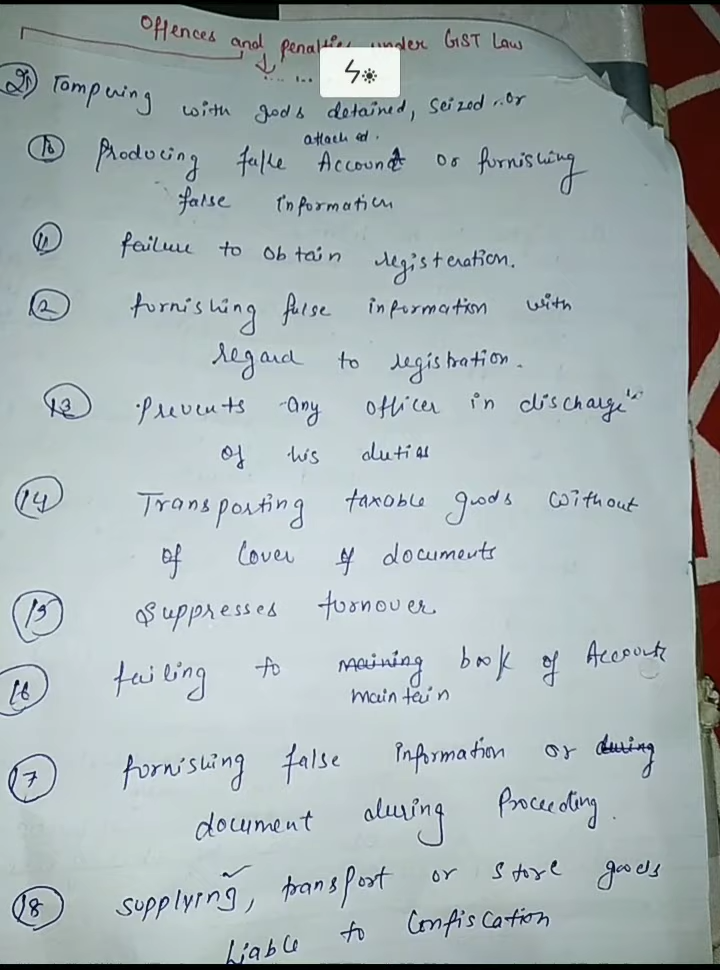 Offences and penalties under GST Law
Tampering with gods detained, Seized or
attached.
10 Producing falke Account or furnishing
false information
11 failure to obtain registeration.
12 furnishing false information with
regard to registration.
13 Prevents any officer in discharge
of his duties
14 Transporting taxable goods without
of Cover of documents
15 Suppresses turnover
16 failing to maining book of Accounts
maintain
17 furnishing false information or during
document during Proceeding.
18 supplying, transport or store goods
liable to Confiscation